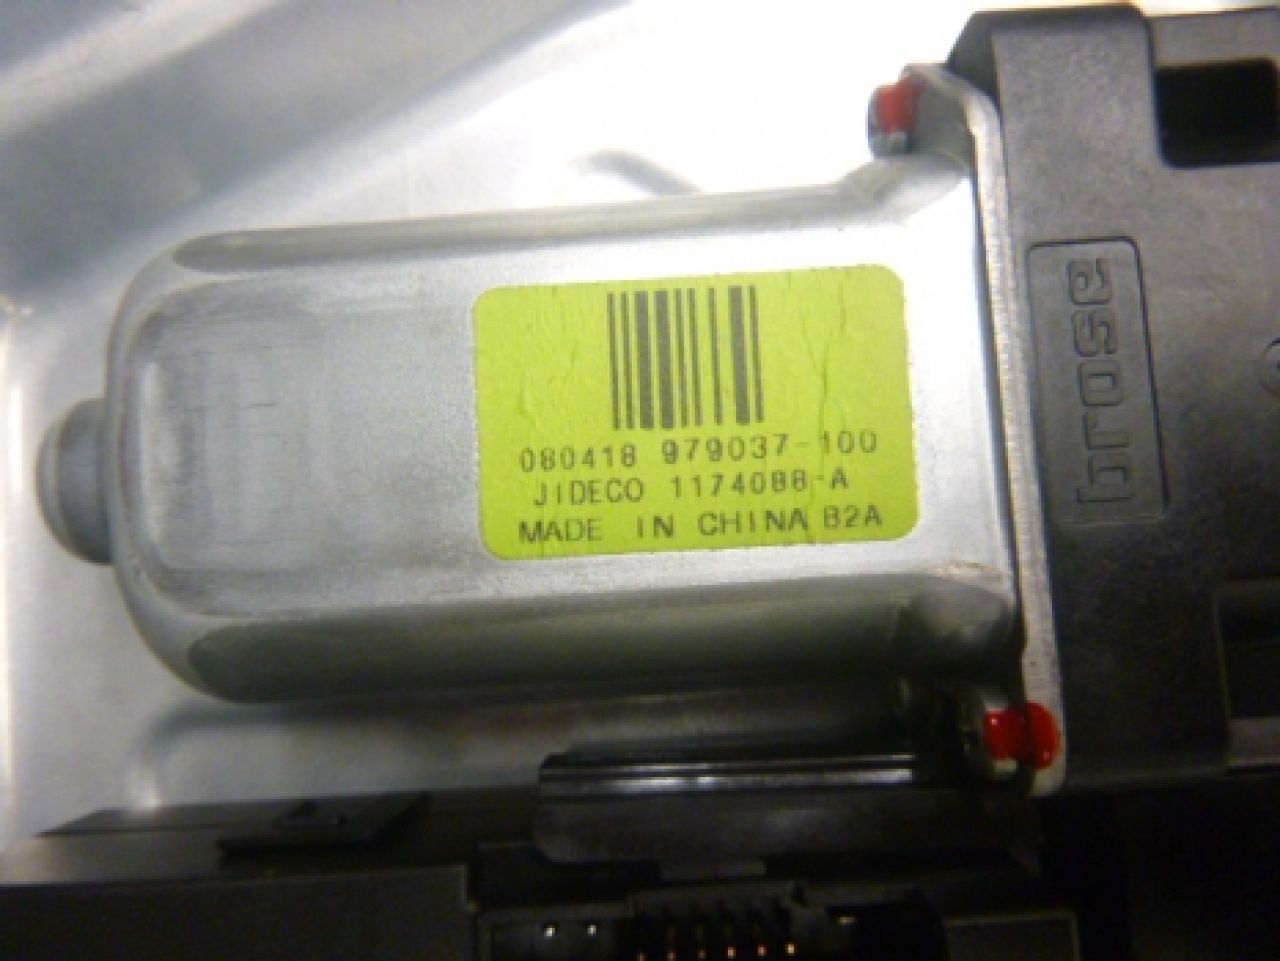 080418 979037-100
JIDECO 1174088-A
MADE IN CHINA B2A
brose